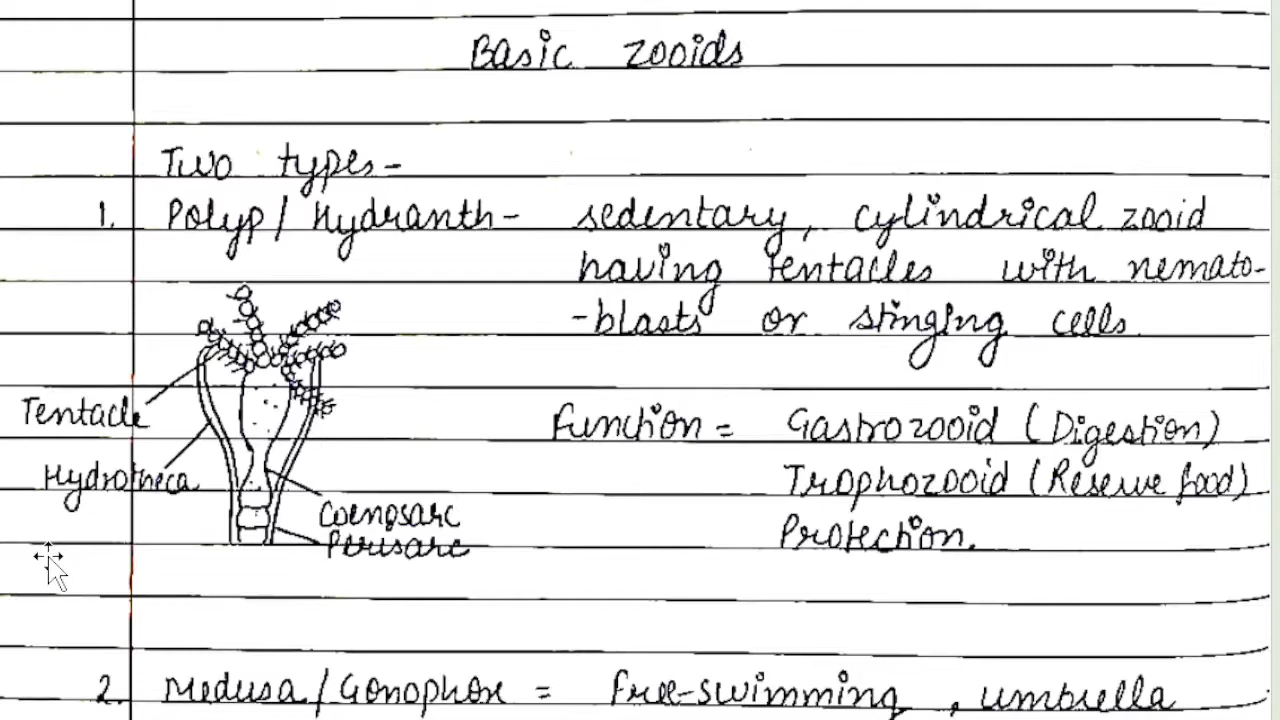 Basic zooids
Two types-
1. Polyp/Hydranth- sedentary, cylindrical zooid
having tentacles with nemato-
-blasts or stinging cells.
Tentacle
Hydrotheca
Coenosarc
Perisarc
Function = Gastrozooid (Digestion)
Trophozooid (Reserve food)
Protection.
2. Medusa/Gonophore = free-swimming, umbrella